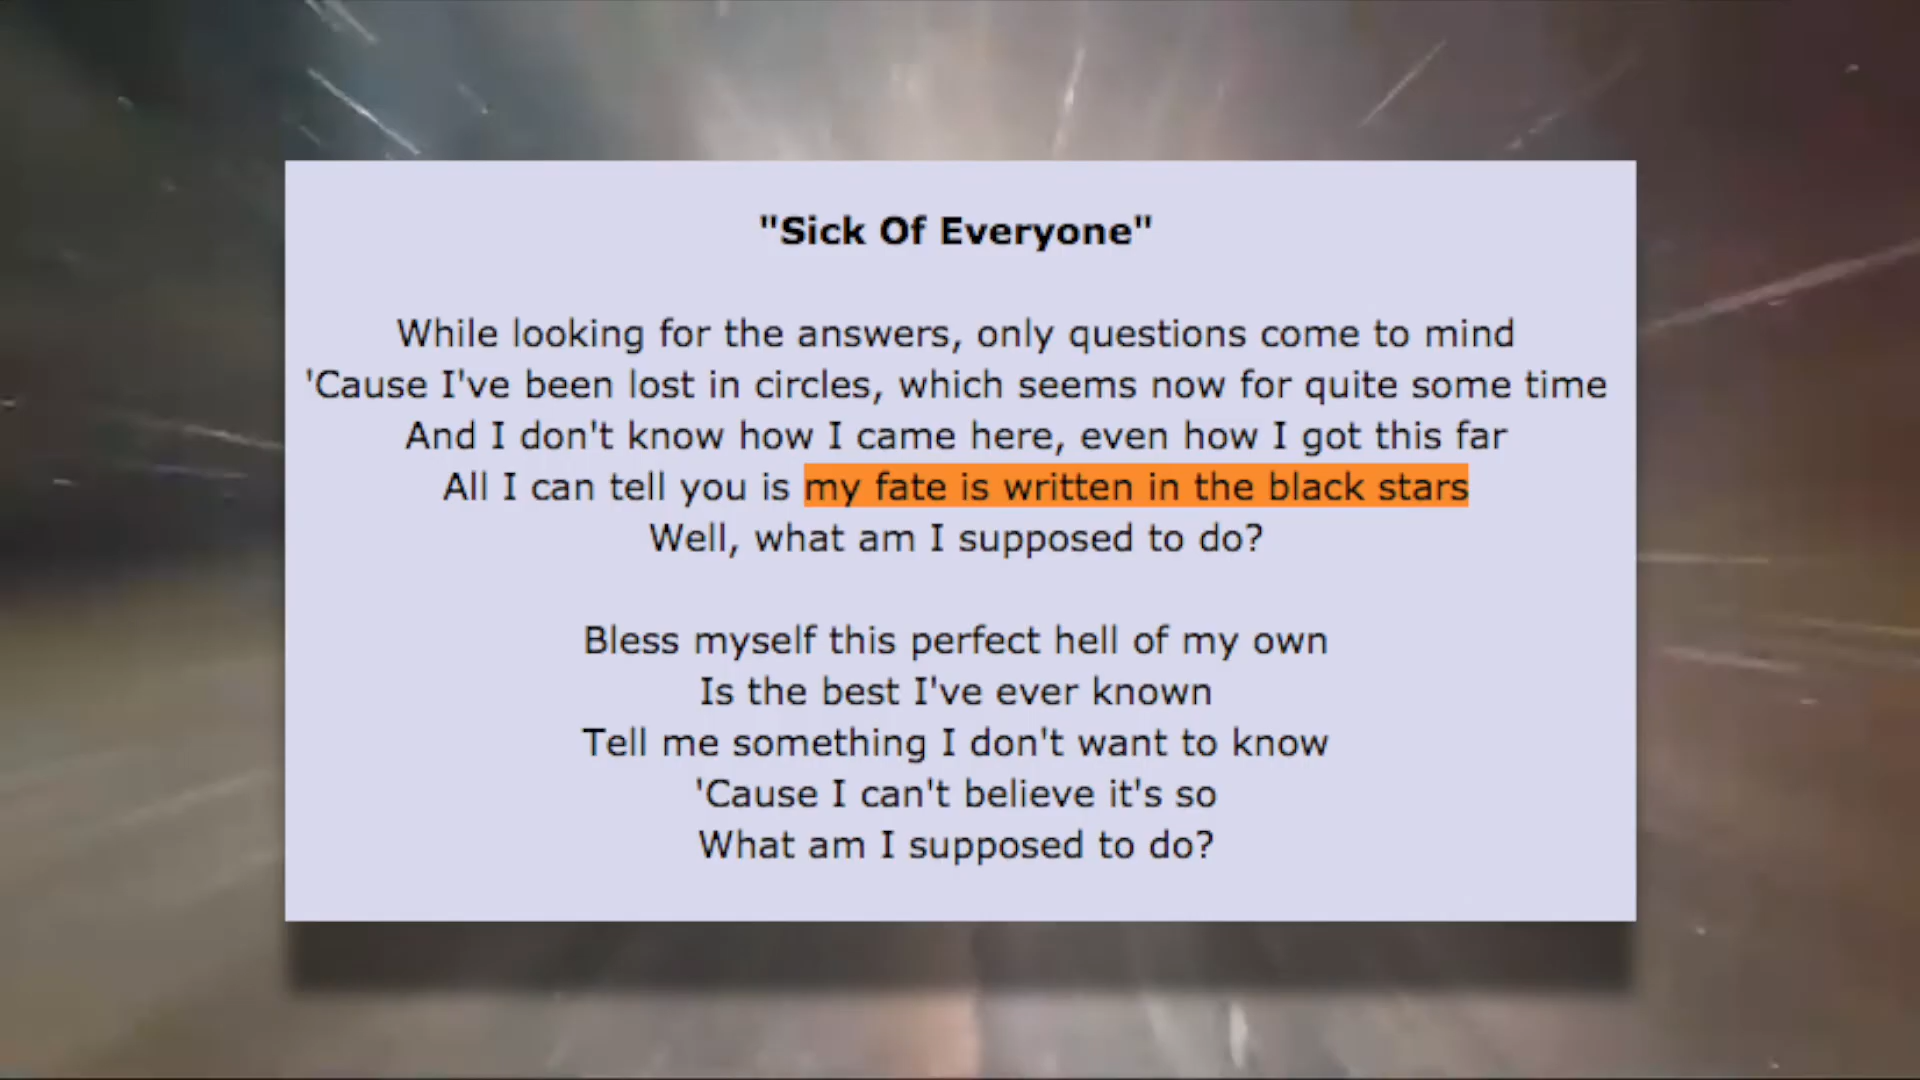 "Sick Of Everyone"
While looking for the answers, only questions come to mind
'Cause I've been lost in circles, which seems now for quite some time
And I don't know how I came here, even how I got this far
All I can tell you is my fate is written in the black stars
Well, what am I supposed to do?
Bless myself this perfect hell of my own
Is the best I've ever known
Tell me something I don't want to know
'Cause I can't believe it's so
What am I supposed to do?